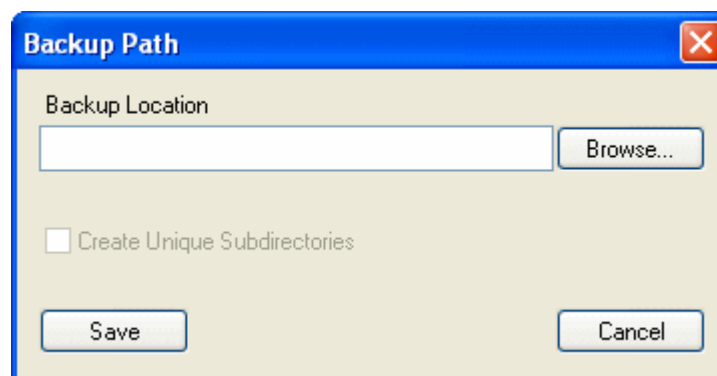 Backup Path
Backup Location
Browse...
Create Unique Subdirectories
Save
Cancel